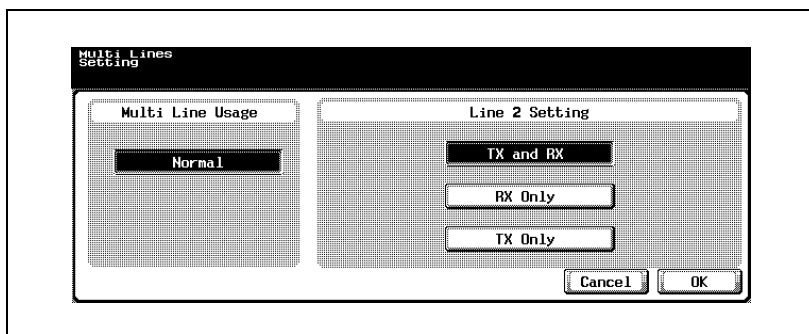 Multi Lines
Setting
Multi Line Usage
Normal
Line 2 Setting
TX and RX
RX Only
TX Only
Cancel
OK